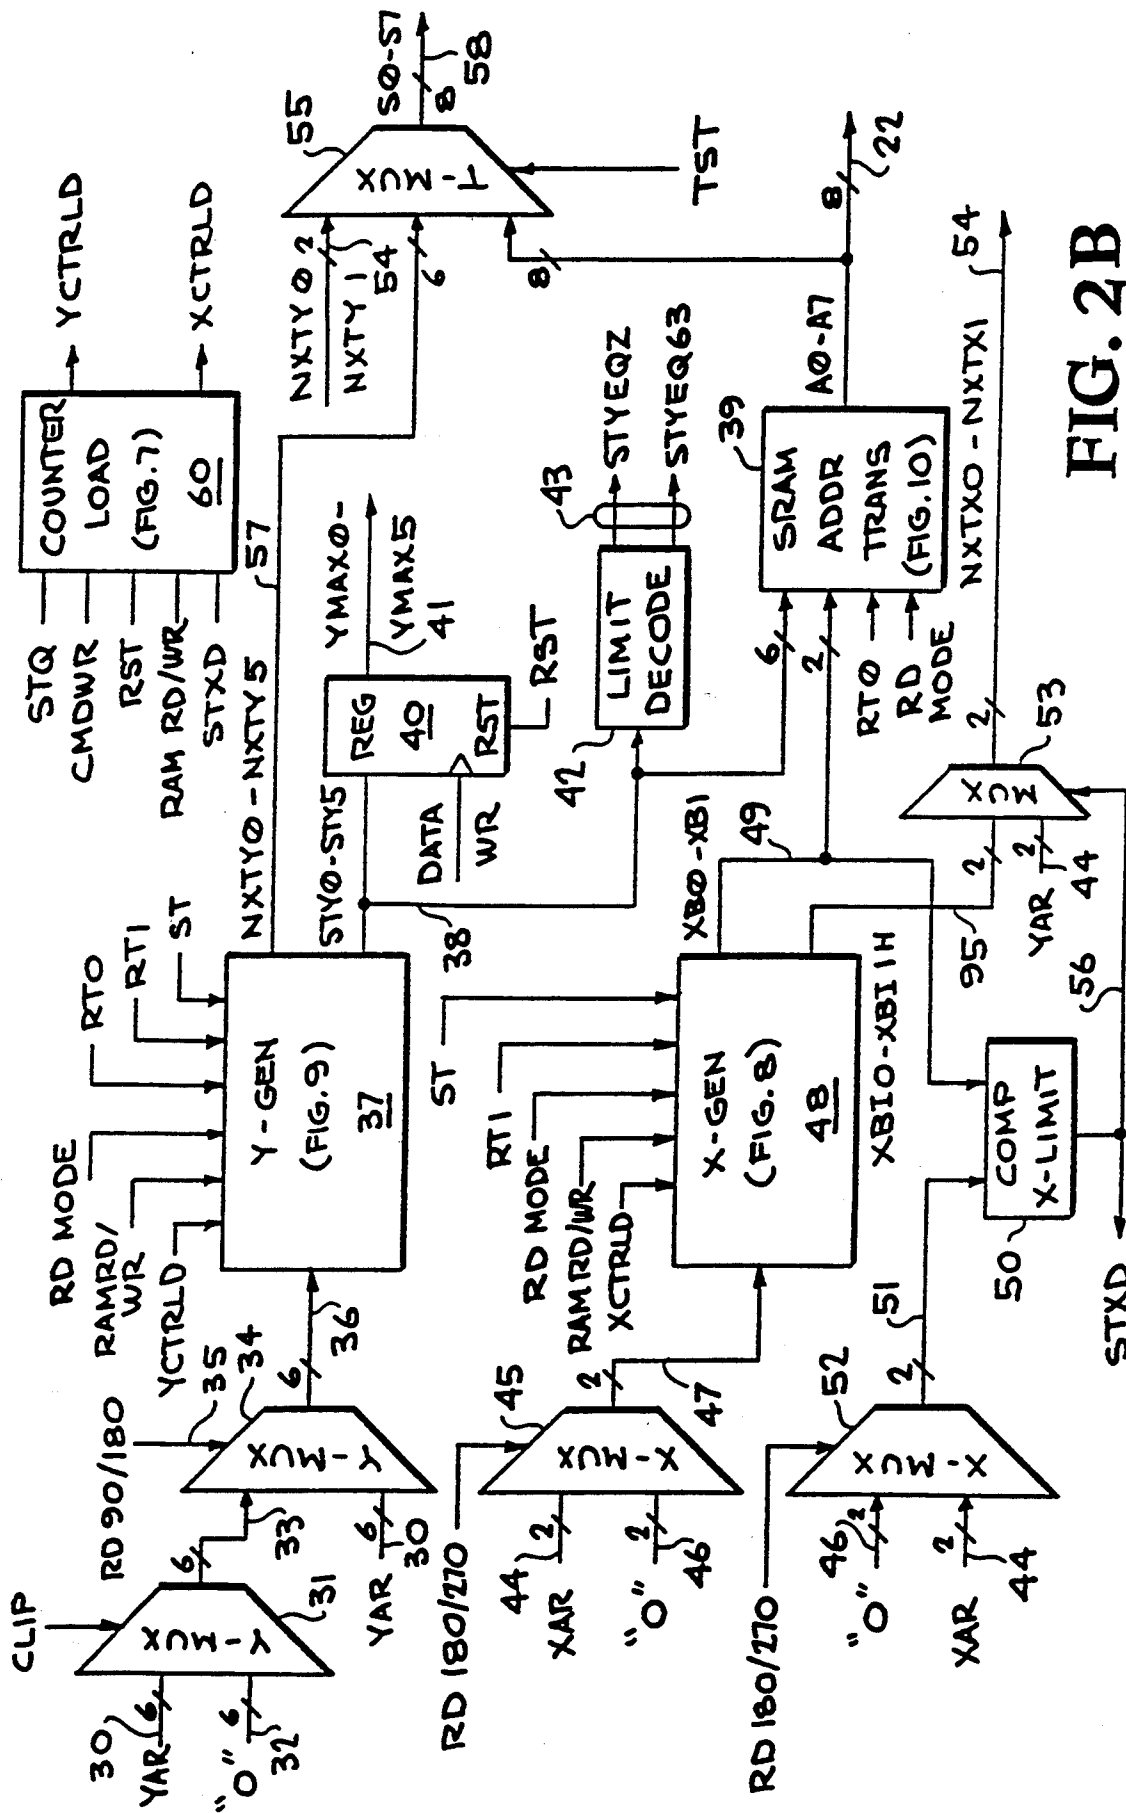 STQ
CMDWR
RST
RAM RD/WR
STXD
COUNTER
LOAD
(FIG.7)
60
YCTRLD
XCTRLD
CLIP
30
YAR
6
"0"
6
32
Y-MUX
31
6
33
RD 90/180
35
34
Y-MUX
YAR
6
30
6
36
YCTRLD
RAMRD/
WR
RD MODE
RT0
RT1
ST
Y-GEN
(FIG.9)
37
NXTY0-NXTY5
57
STY0-STY5
38
REG
40
RST
DATA
WR
RST
YMAX0-
YMAX5
41
NXTY0
2
NXTY1
54
6
8
T-MUX
55
TST
S0-S7
8
58
42
LIMIT
DECODE
43
STYEQZ
STYEQ63
RD 180/270
45
X-MUX
44
2
XAR
"0"
2
46
2
47
XCTRLD
RAMRD/WR
RD MODE
RT1
ST
X-GEN
(FIG.8)
48
XB0-XB1
49
XBI0-XBI1H
95
6
2
RT0
RD
MODE
39
SRAM
ADDR
TRANS
(FIG.10)
A0-A7
8
22
RD 180/270
52
X-MUX
"0"
46
2
XAR
2
44
2
51
COMP
X-LIMIT
50
STXD
56
YAR
2
44
2
MUX
53
2
NXTX0-NXTX1
54
FIG. 2B